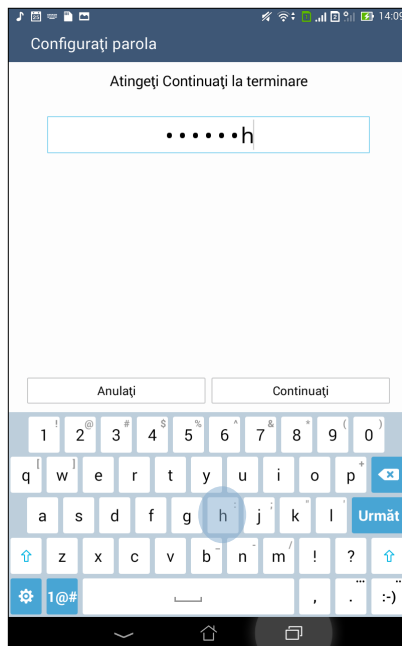 14:09
Configurați parola
Atingeți Continuați la terminare
••••••h
Anulați Continuați
1 ! 2 @ 3 # 4 $ 5 % 6 ^ 7 & 8 * 9 ( 0 )
q [ w ] e r t y u i o p +
a s d f g h : j ; k " l ' Următ
z x c v b - n - m / ! ?
1@# , . ... :-)